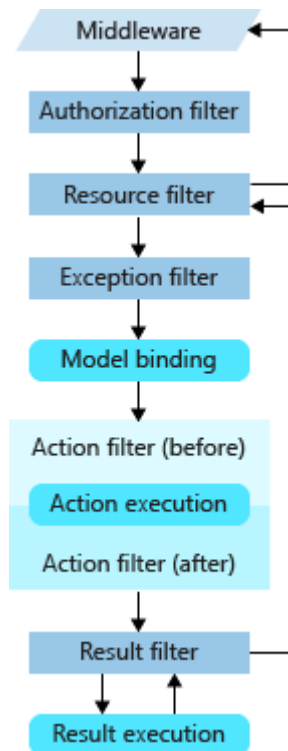 Middleware
Authorization filter
Resource filter
Exception filter
Model binding
Action filter (before)
Action execution
Action filter (after)
Result filter
Result execution